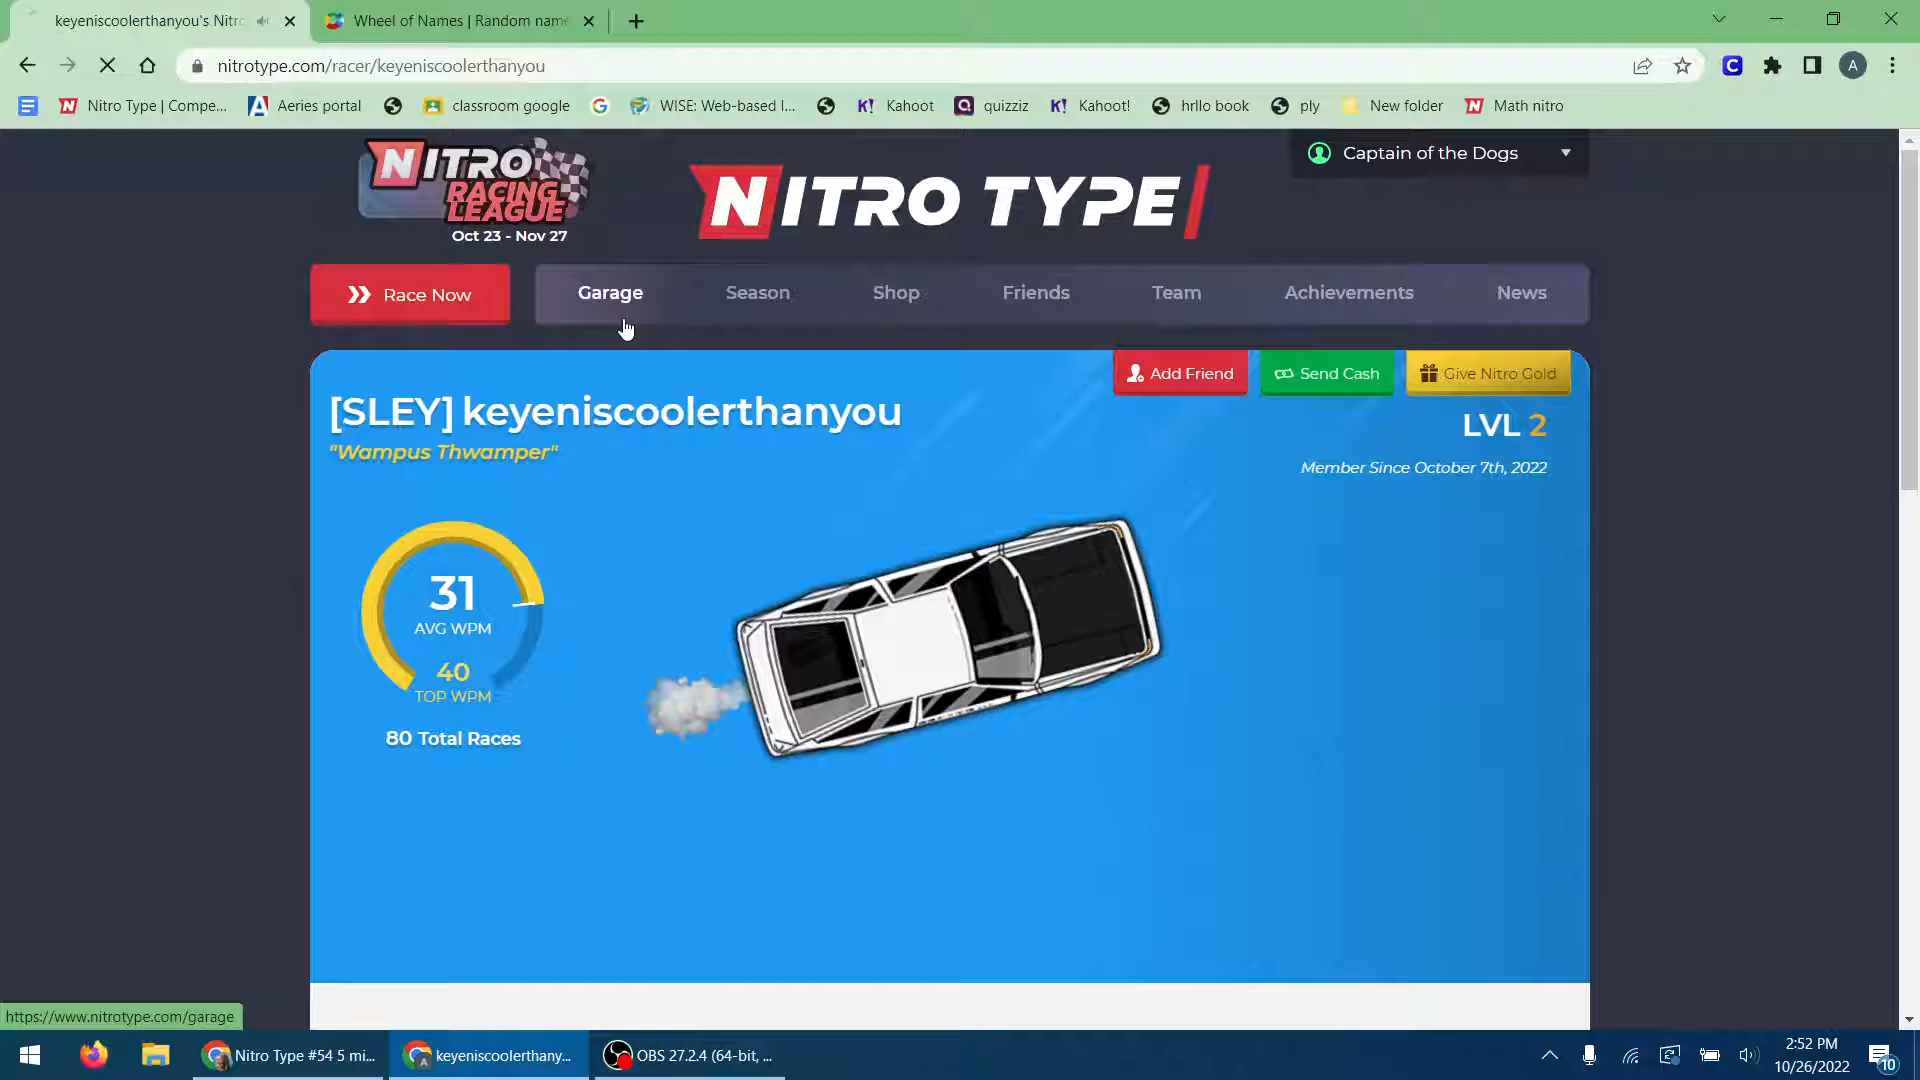 keyeniscoolerthanyou's Nitro
Wheel of Names | Random name
nitrotype.com/racer/keyeniscoolerthanyou
A
Nitro Type | Compe...
Aeries portal
classroom google
WISE: Web-based I...
Kahoot
quizziz
Kahoot!
hrllo book
ply
New folder
Math nitro
NITRO
RACING
LEAGUE
Oct 23 - Nov 27
NITRO TYPE
Captain of the Dogs
Race Now
Garage
Season
Shop
Friends
Team
Achievements
News
Add Friend
Send Cash
Give Nitro Gold
[SLEY] keyeniscoolerthanyou
"Wampus Thwamper"
LVL 2
Member Since October 7th, 2022
31
AVG WPM
40
TOP WPM
80 Total Races
https://www.nitrotype.com/garage
Nitro Type #54 5 mi...
keyeniscoolerthany...
OBS 27.2.4 (64-bit, ...
2:52 PM
10/26/2022
10